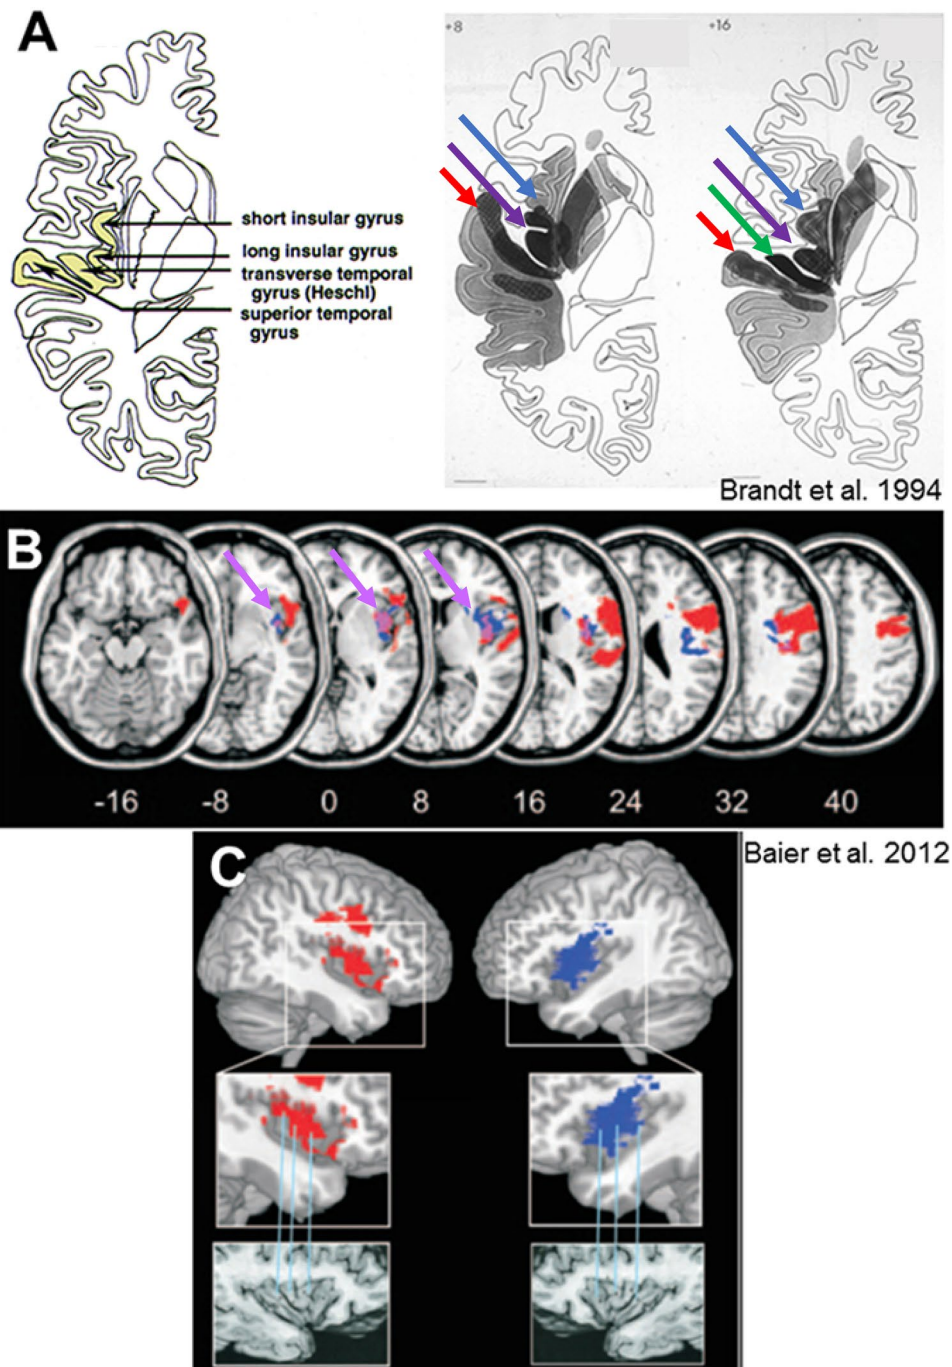 A
+8
+16
short insular gyrus
long insular gyrus
transverse temporal
gyrus (Heschl)
superior temporal
gyrus
Brandt et al. 1994
B
-16 -8 0 8 16 24 32 40
Baier et al. 2012
C